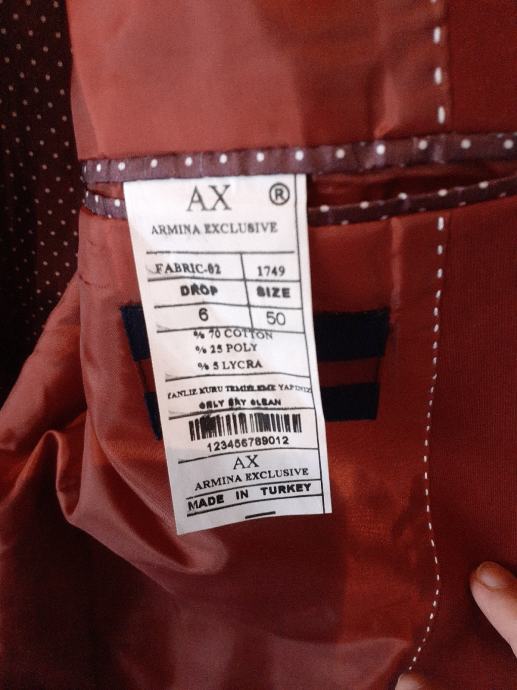 AX ®
ARMINA EXCLUSIVE
FABRIC-02 1749
DROP SIZE
6 50
% 70 COTTON
% 25 POLY
% 5 LYCRA
YANLIZ KURU TEMİZLEME YAPINIZ
ONLY DRY CLEAN
123456789012
AX
ARMINA EXCLUSIVE
MADE IN TURKEY